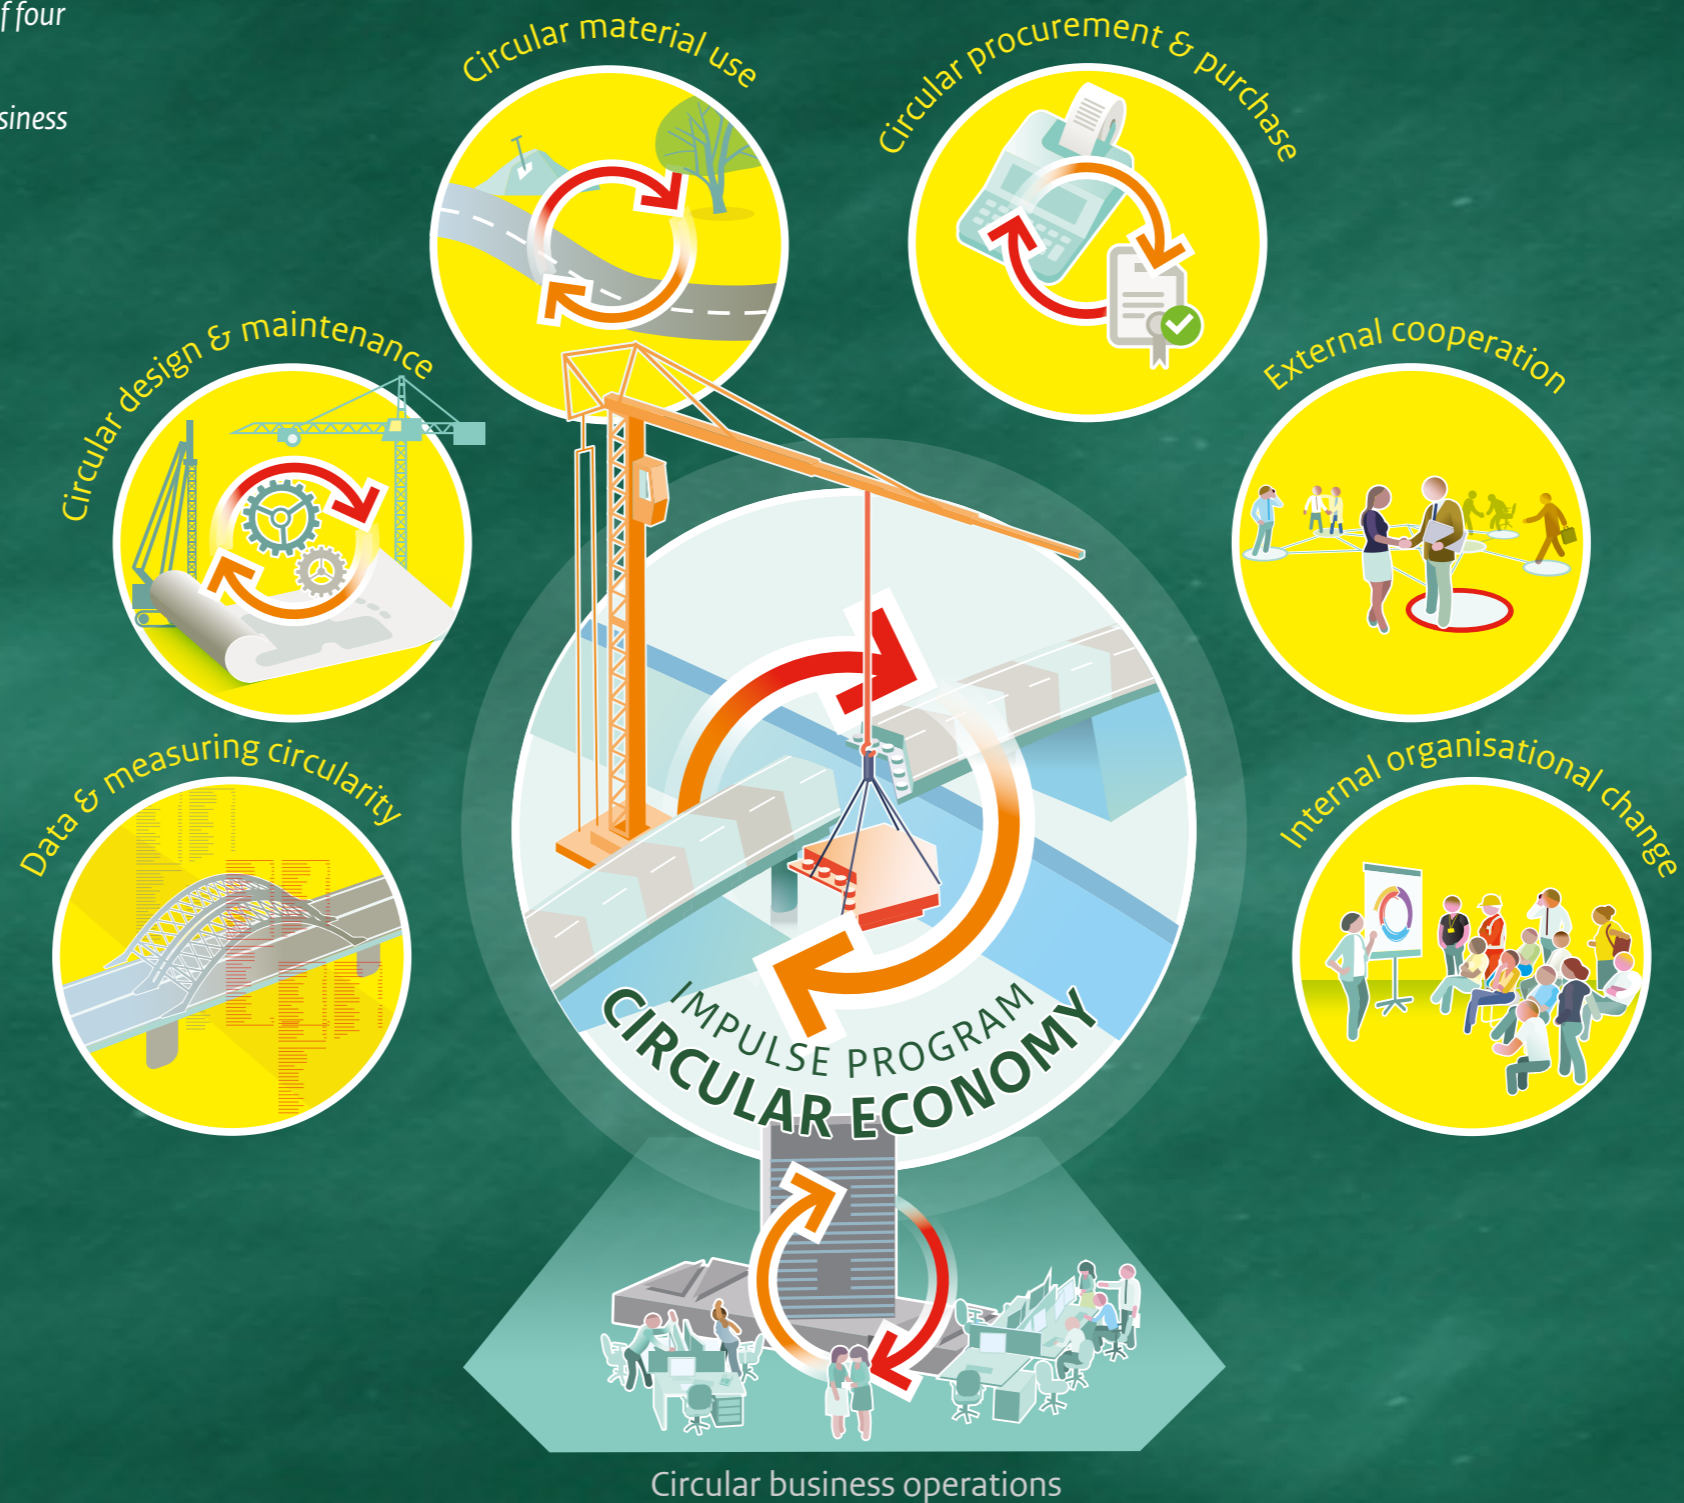 f four
siness
Circular material use
Circular procurement & purchase
Circular design & maintenance
External cooperation
Data & measuring circularity
Internal organisational change
IMPULSE PROGRAM
CIRCULAR ECONOMY
Circular business operations